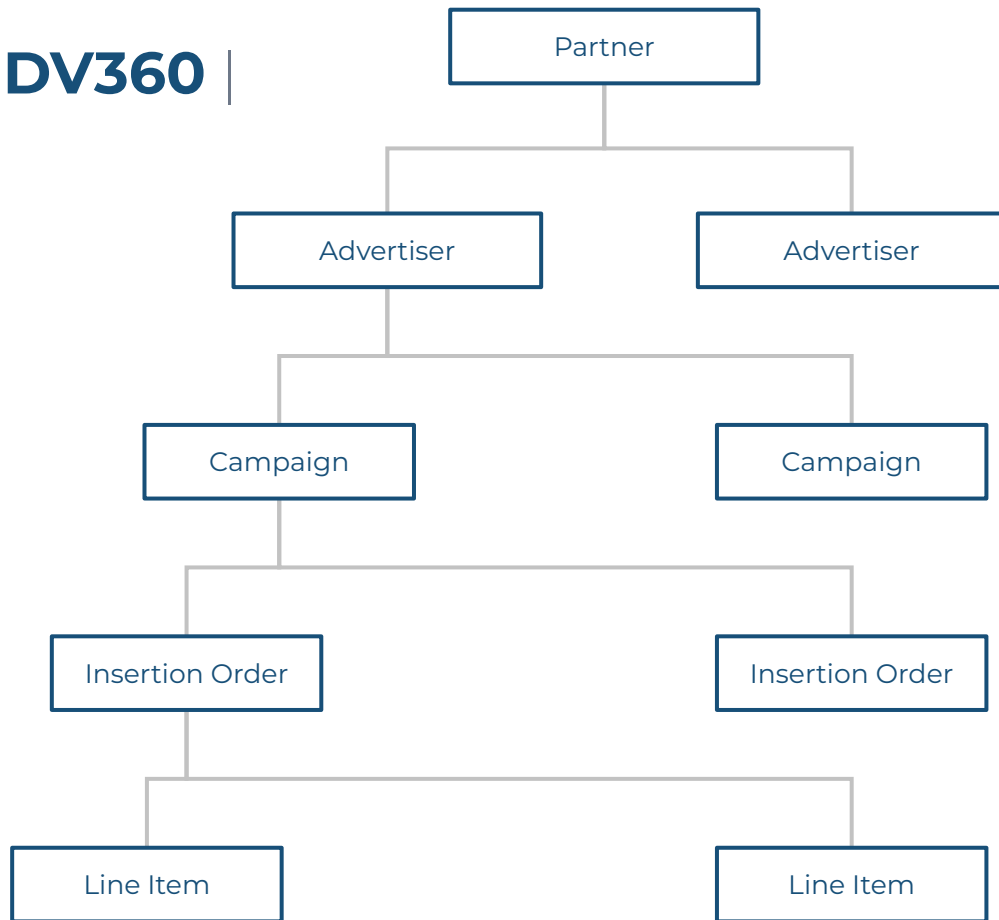 Partner
DV360 |
Advertiser
Advertiser
Campaign
Campaign
Insertion Order
Insertion Order
Line Item
Line Item